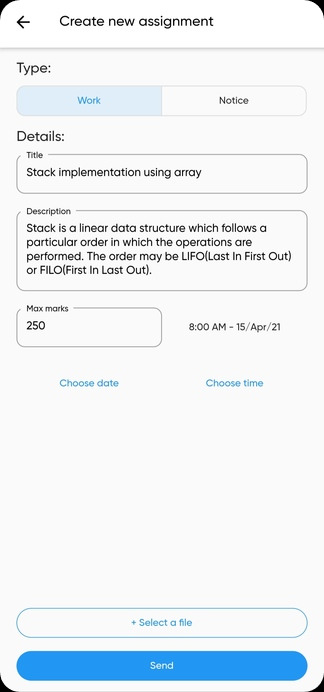 Create new assignment
Type:
Work
Notice
Details:
Title
Stack implementation using array
Description
Stack is a linear data structure which follows a
particular order in which the operations are
performed. The order may be LIFO(Last In First Out)
or FILO(First In Last Out).
Max marks
250
8:00 AM - 15/Apr/21
Choose date
Choose time
+ Select a file
Send